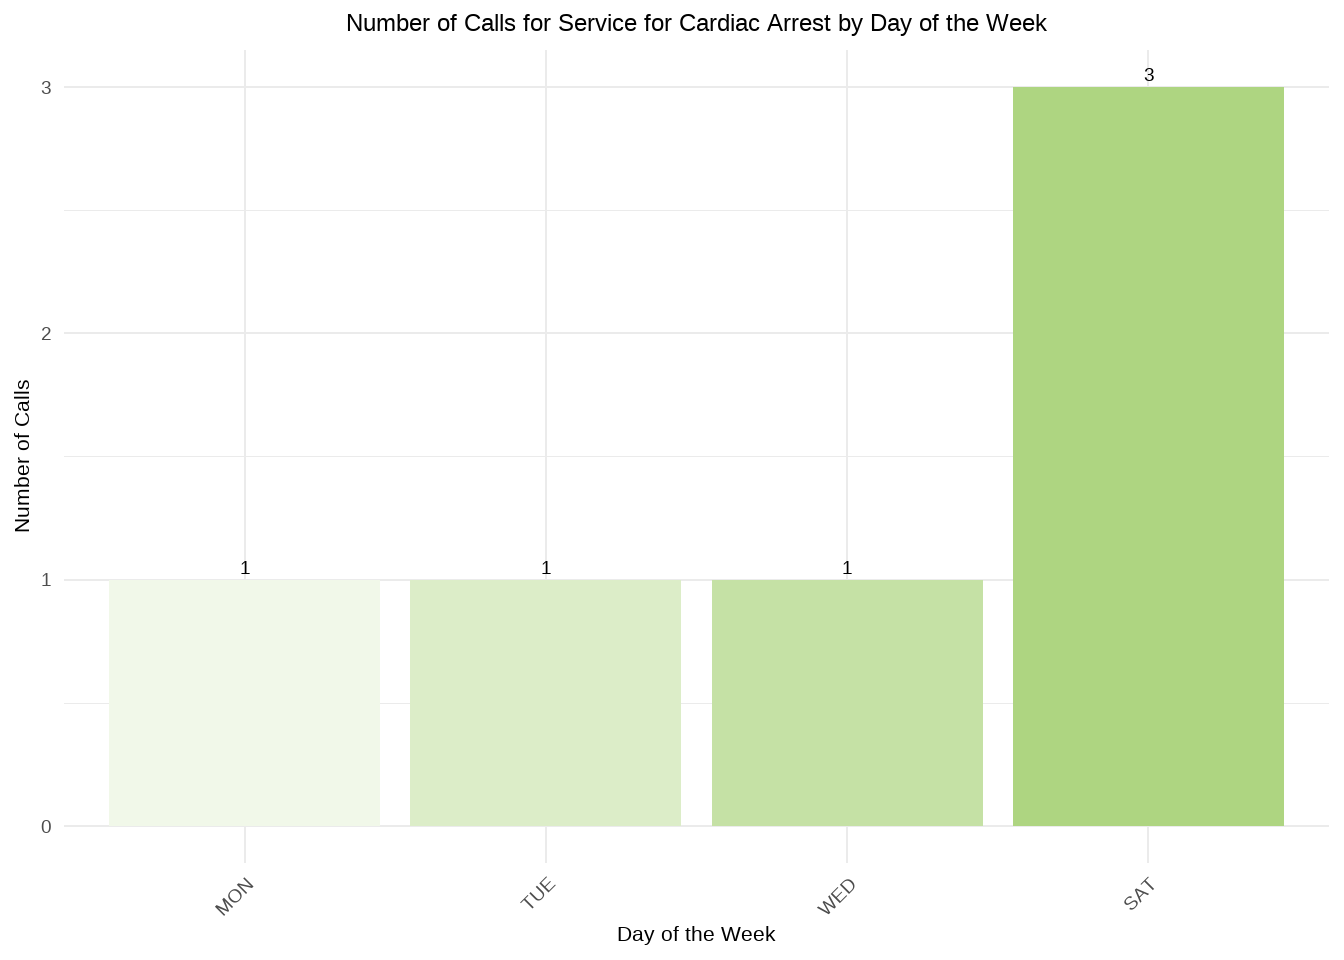 Number of Calls for Service for Cardiac Arrest by Day of the Week
3
3
2
Number of Calls
1
1
1
1
0
MON
TUE
WED
SAT
Day of the Week